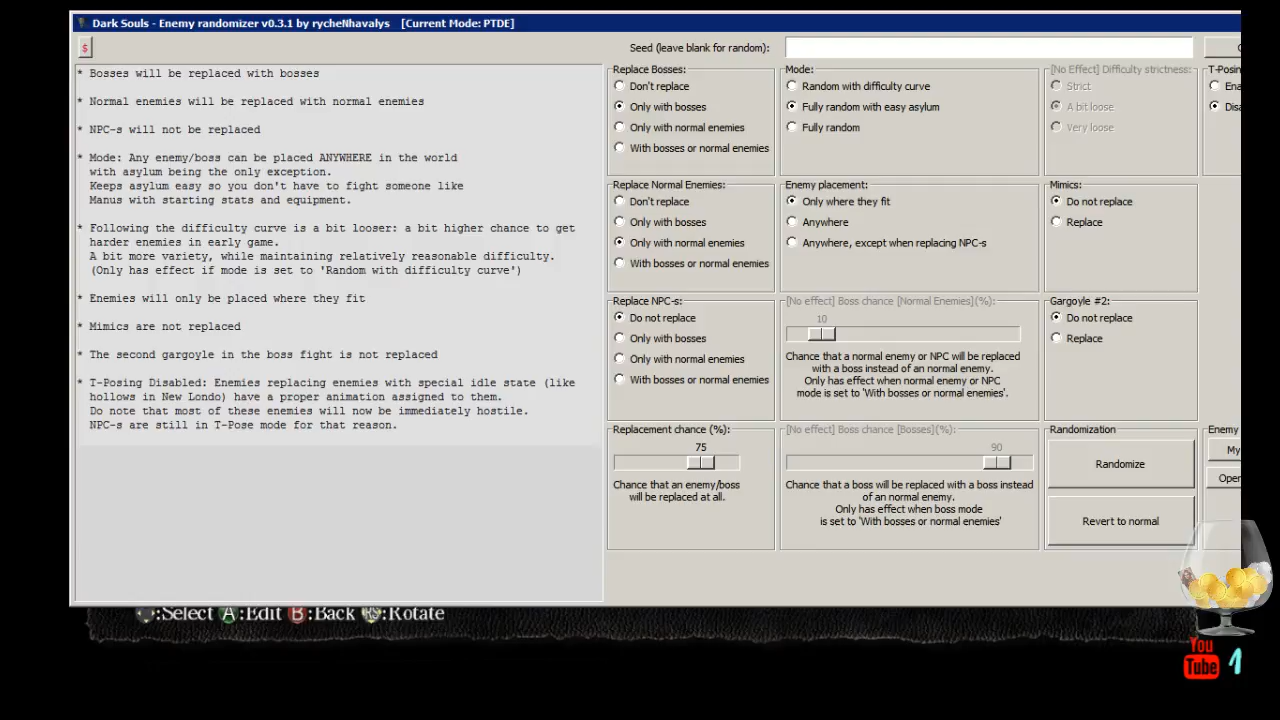 Dark Souls - Enemy randomizer v0.3.1 by rycheNhavalys [Current Mode: PTDE]
$
Seed (leave blank for random):
* Bosses will be replaced with bosses
* Normal enemies will be replaced with normal enemies
* NPC-s will not be replaced
* Mode: Any enemy/boss can be placed ANYWHERE in the world
with asylum being the only exception.
Keeps asylum easy so you don't have to fight someone like
Manus with starting stats and equipment.
* Following the difficulty curve is a bit looser: a bit higher chance to get
harder enemies in early game.
A bit more variety, while maintaining relatively reasonable difficulty.
(Only has effect if mode is set to 'Random with difficulty curve')
* Enemies will only be placed where they fit
* Mimics are not replaced
* The second gargoyle in the boss fight is not replaced
* T-Posing Disabled: Enemies replacing enemies with special idle state (like
hollows in New Londo) have a proper animation assigned to them.
Do note that most of these enemies will now be immediately hostile.
NPC-s are still in T-Pose mode for that reason.
Replace Bosses:
Don't replace
Only with bosses
Only with normal enemies
With bosses or normal enemies
Mode:
Random with difficulty curve
Fully random with easy asylum
Fully random
[No Effect] Difficulty strictness:
Strict
A bit loose
Very loose
T-Posin
Ena
Disa
Replace Normal Enemies:
Don't replace
Only with bosses
Only with normal enemies
With bosses or normal enemies
Enemy placement:
Only where they fit
Anywhere
Anywhere, except when replacing NPC-s
Mimics:
Do not replace
Replace
Replace NPC-s:
Do not replace
Only with bosses
Only with normal enemies
With bosses or normal enemies
[No effect] Boss chance [Normal Enemies](%):
10
Chance that a normal enemy or NPC will be replaced
with a boss instead of an normal enemy.
Only has effect when normal enemy or NPC
mode is set to 'With bosses or normal enemies'.
Gargoyle #2:
Do not replace
Replace
Replacement chance (%):
75
Chance that an enemy/boss
will be replaced at all.
[No effect] Boss chance [Bosses](%):
90
Chance that a boss will be replaced with a boss instead
of an normal enemy.
Only has effect when boss mode
is set to 'With bosses or normal enemies'
Randomization
Randomize
Revert to normal
Enemy
My
Oper
:Select A:Edit B:Back RS:Rotate
You
Tube
1